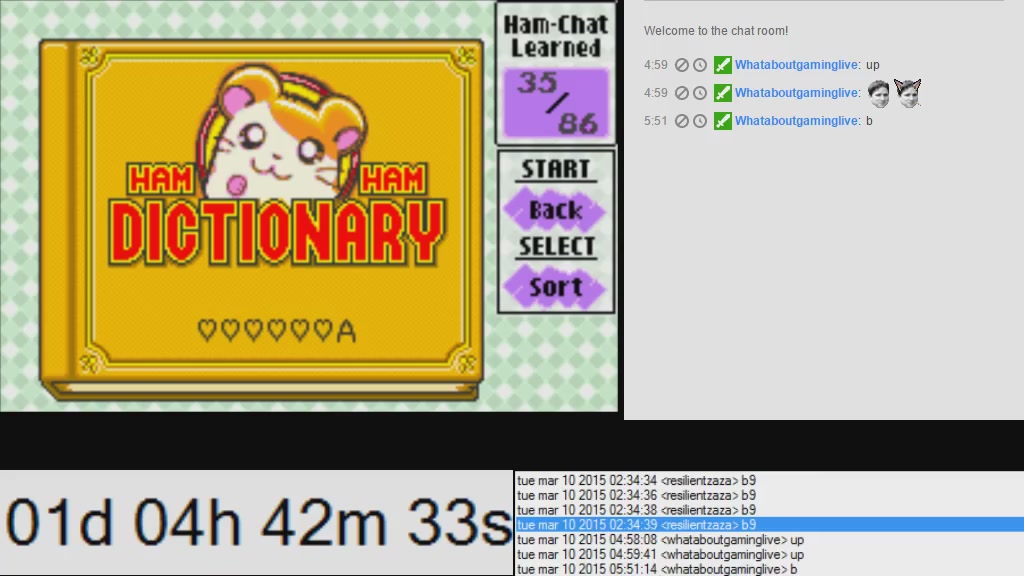 Ham-Chat
Learned
35
/
86
HAM HAM
DICTIONARY
♡♡♡♡♡♡A
START
Back
SELECT
Sort
Welcome to the chat room!
4:59 Whataboutgaminglive: up
4:59 Whataboutgaminglive:
5:51 Whataboutgaminglive: b
01d 04h 42m 33s
tue mar 10 2015 02:34:34 <resilientzaza> b9
tue mar 10 2015 02:34:36 <resilientzaza> b9
tue mar 10 2015 02:34:38 <resilientzaza> b9
tue mar 10 2015 02:34:39 <resilientzaza> b9
tue mar 10 2015 04:58:08 <whataboutgaminglive> up
tue mar 10 2015 04:59:41 <whataboutgaminglive> up
tue mar 10 2015 05:51:14 <whataboutgaminglive> b